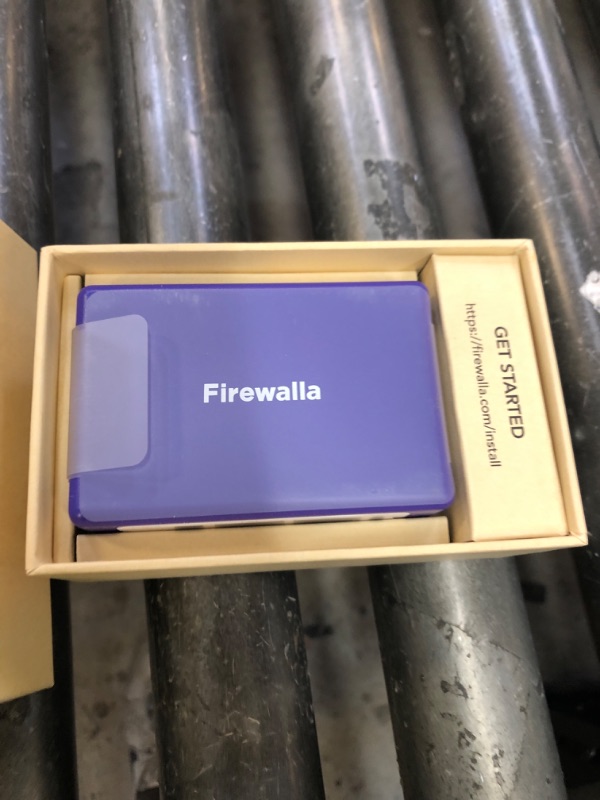 Firewalla
GET STARTED
https://firewalla.com/install